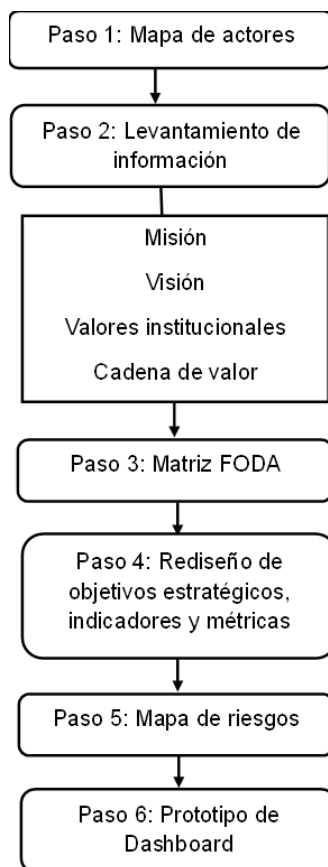 Paso 1: Mapa de actores
Paso 2: Levantamiento de
información
Misión
Visión
Valores institucionales
Cadena de valor
Paso 3: Matriz FODA
Paso 4: Rediseño de
objetivos estratégicos,
indicadores y métricas
Paso 5: Mapa de riesgos
Paso 6: Prototipo de
Dashboard